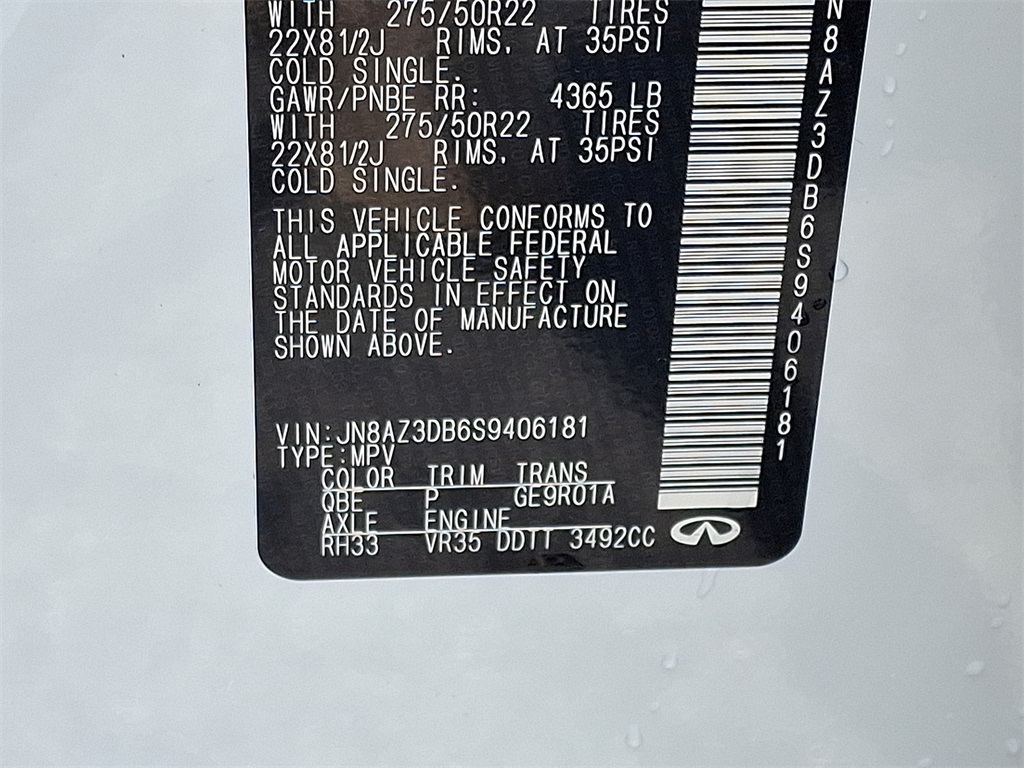 WITH 275/50R22 TIRES
22X81/2J RIMS, AT 35PSI
COLD SINGLE.
GAWR/PNBE RR: 4365 LB
WITH 275/50R22 TIRES
22X81/2J RIMS, AT 35PSI
COLD SINGLE.
THIS VEHICLE CONFORMS TO
ALL APPLICABLE FEDERAL
MOTOR VEHICLE SAFETY
STANDARDS IN EFFECT ON
THE DATE OF MANUFACTURE
SHOWN ABOVE.
VIN:JN8AZ3DB6S9406181
TYPE:MPV
COLOR TRIM TRANS
QBE P GE9R01A
AXLE ENGINE
RH33 VR35 DDTT 3492CC
N8AZ3DB6S9406181